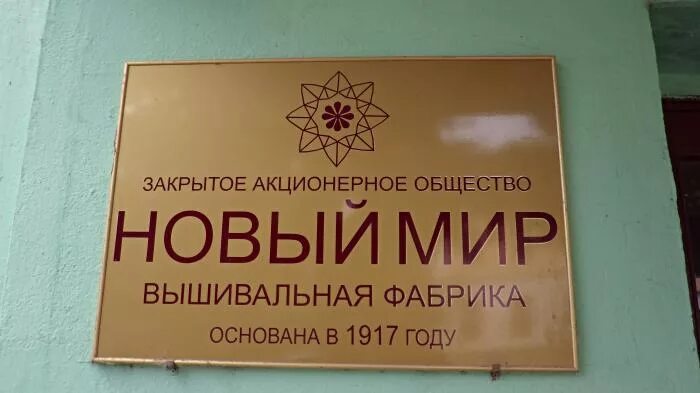 ЗАКРЫТОЕ АКЦИОНЕРНОЕ ОБЩЕСТВО
НОВЫЙ МИР
ВЫШИВАЛЬНАЯ ФАБРИКА
ОСНОВАНА В 1917 ГОДУ